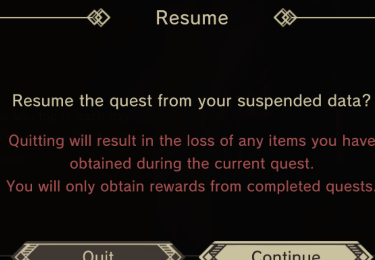 Resume
Resume the quest from your suspended data?
Quitting will result in the loss of any items you have
obtained during the current quest.
You will only obtain rewards from completed quests.
Quit
Continue